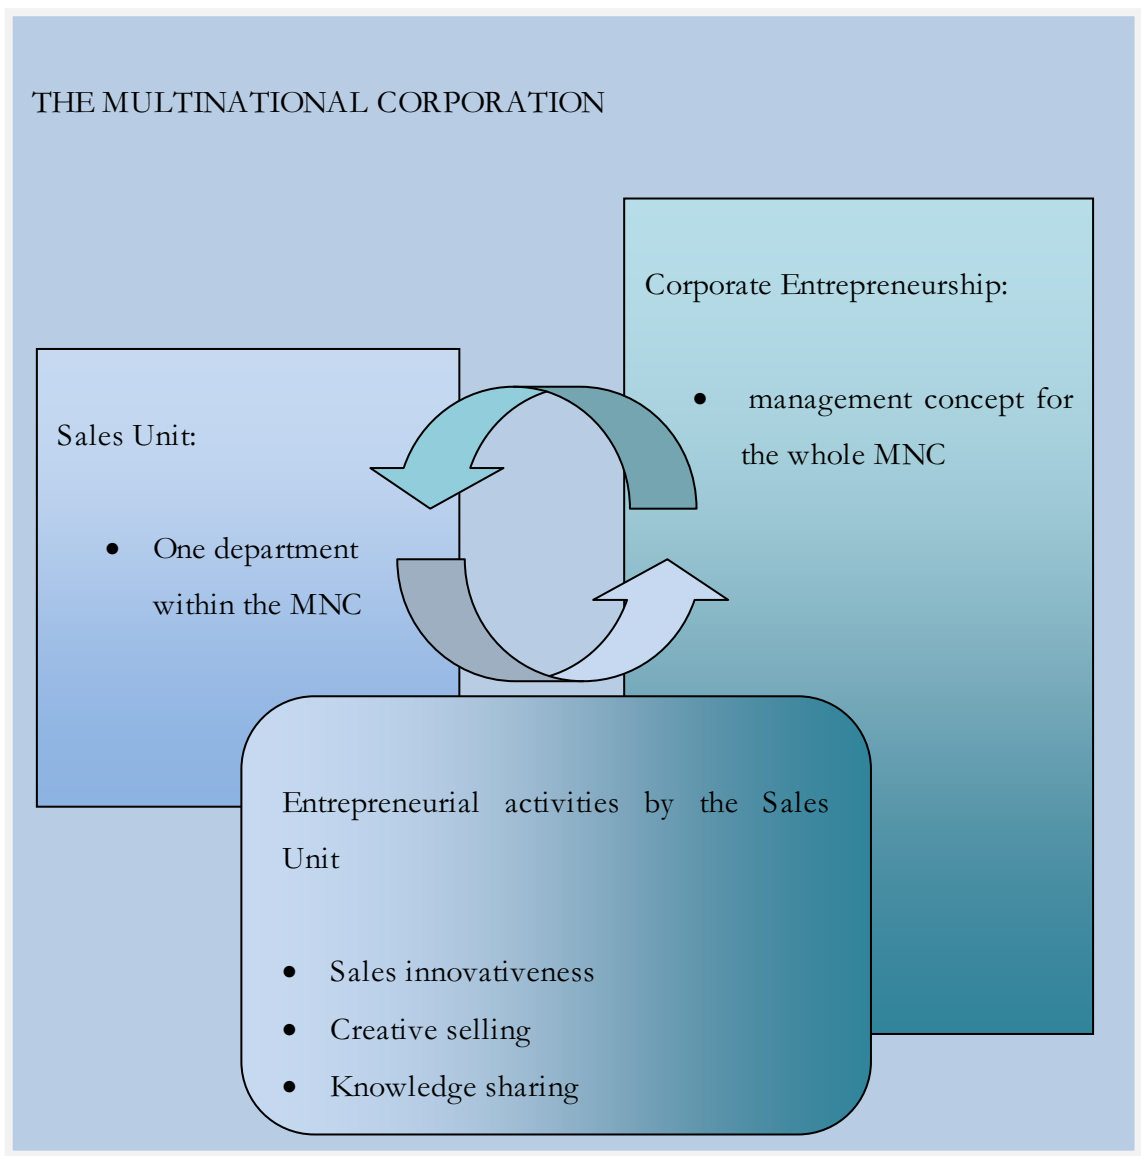 THE MULTINATIONAL CORPORATION
Corporate Entrepreneurship:
• management concept for
the whole MNC
Sales Unit:
• One department
within the MNC
Entrepreneurial activities by the Sales
Unit
• Sales innovativeness
• Creative selling
• Knowledge sharing